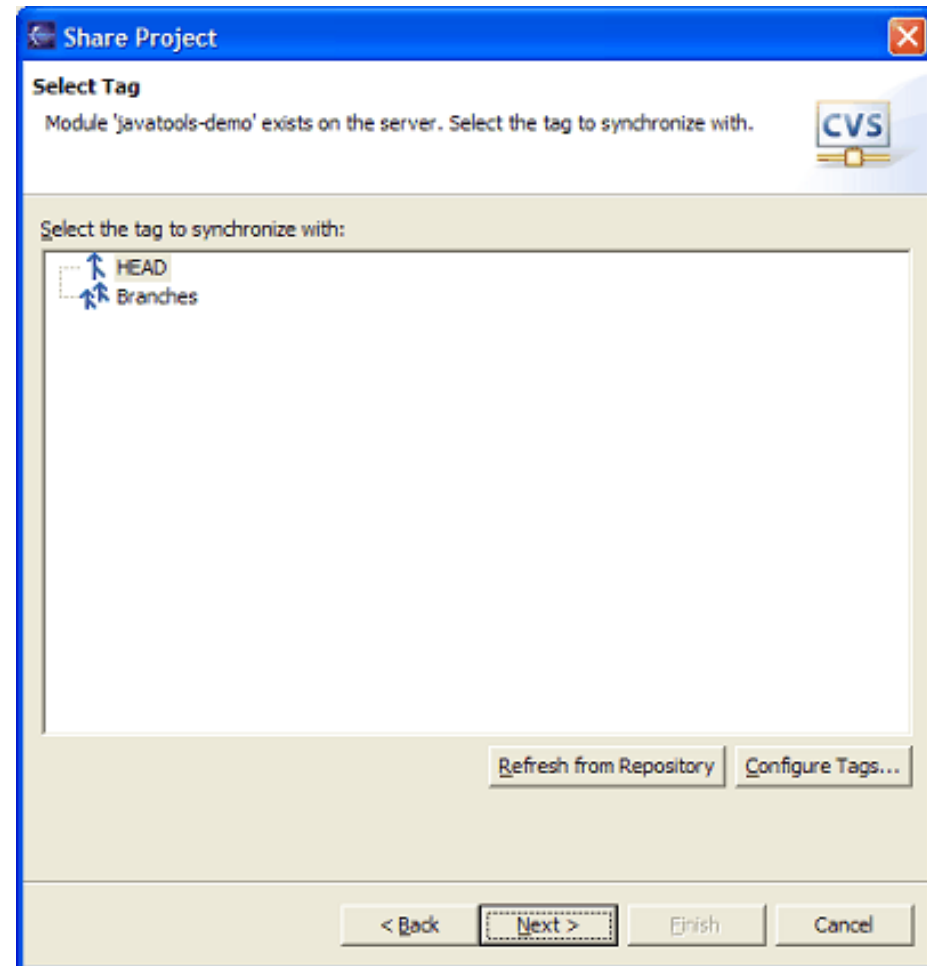 Share Project
Select Tag
Module 'javatools-demo' exists on the server. Select the tag to synchronize with.
CVS
Select the tag to synchronize with:
HEAD
Branches
Refresh from Repository Configure Tags...
< Back Next > Finish Cancel